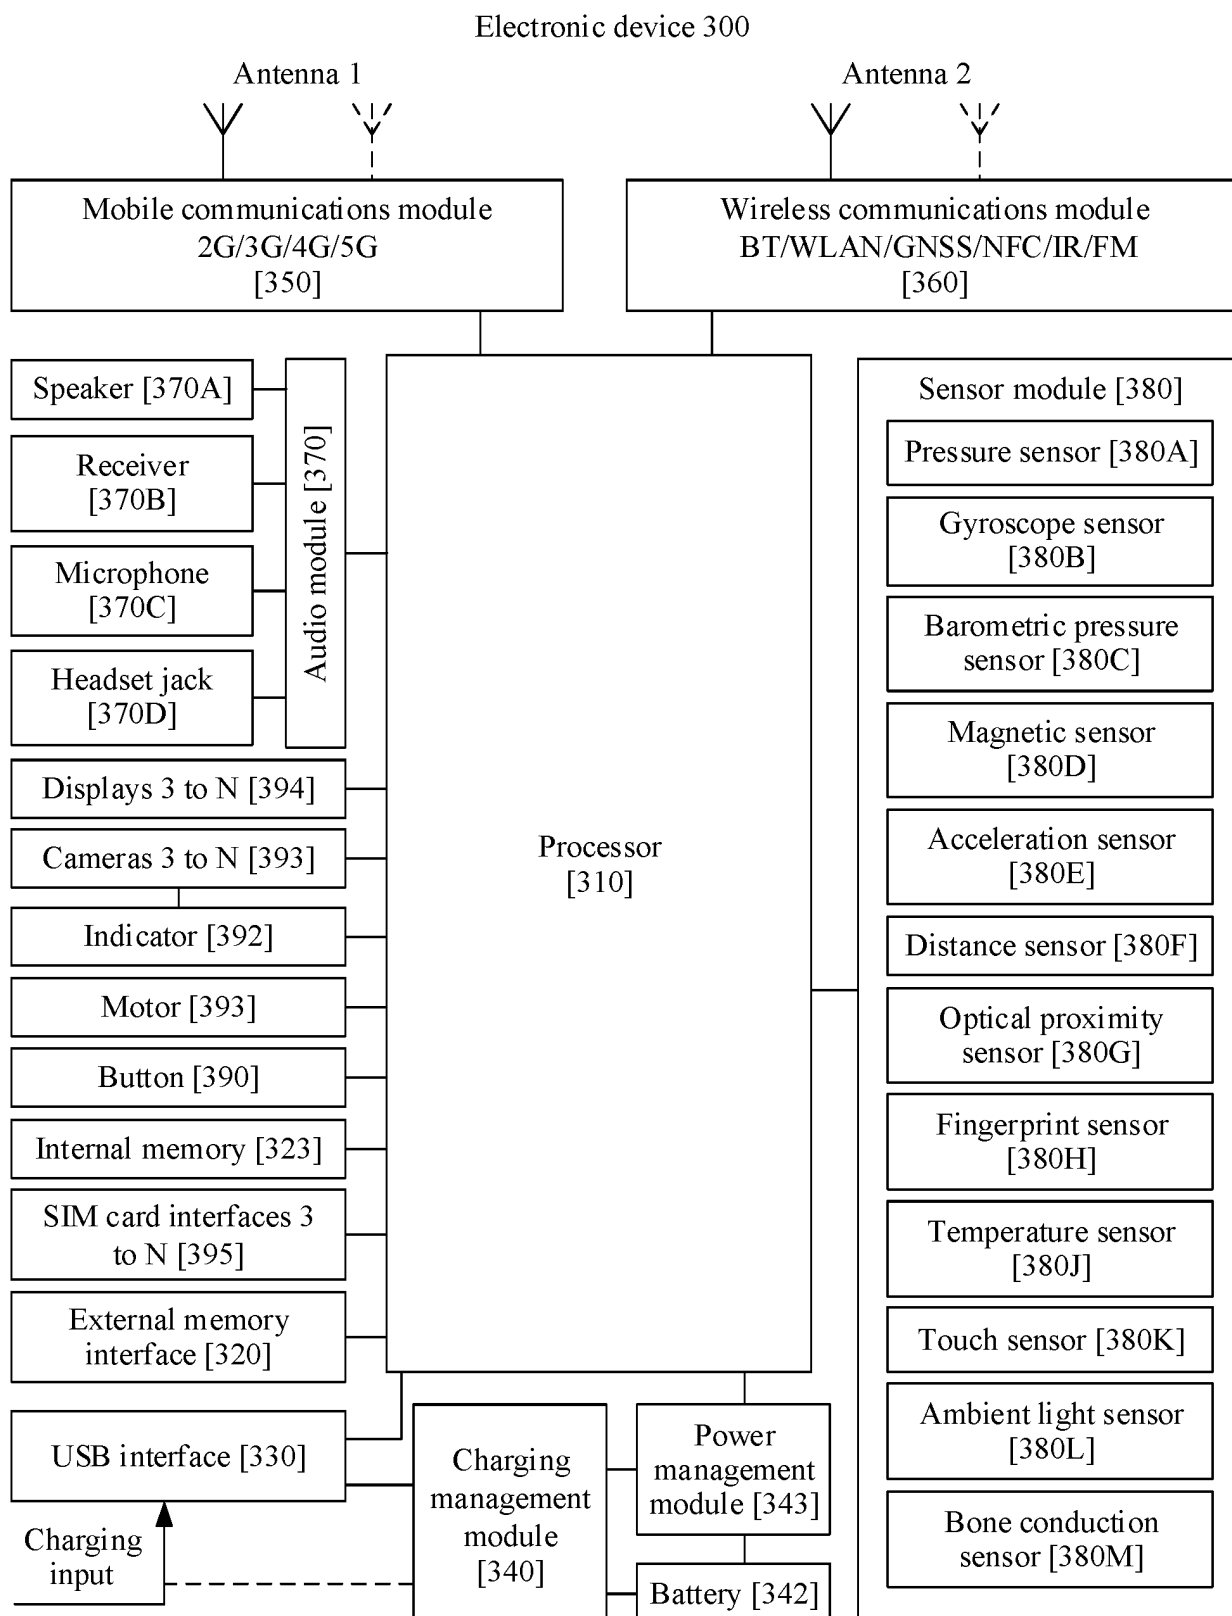 Electronic device 300
Antenna 1
Antenna 2
Mobile communications module
2G/3G/4G/5G
[350]
Wireless communications module
BT/WLAN/GNSS/NFC/IR/FM
[360]
Speaker [370A]
Receiver
[370B]
Microphone
[370C]
Headset jack
[370D]
Audio module [370]
Displays 3 to N [394]
Cameras 3 to N [393]
Indicator [392]
Motor [393]
Button [390]
Internal memory [323]
SIM card interfaces 3
to N [395]
External memory
interface [320]
USB interface [330]
Charging
input
Processor
[310]
Charging
management
module
[340]
Power
management
module [343]
Battery [342]
Sensor module [380]
Pressure sensor [380A]
Gyroscope sensor
[380B]
Barometric pressure
sensor [380C]
Magnetic sensor
[380D]
Acceleration sensor
[380E]
Distance sensor [380F]
Optical proximity
sensor [380G]
Fingerprint sensor
[380H]
Temperature sensor
[380J]
Touch sensor [380K]
Ambient light sensor
[380L]
Bone conduction
sensor [380M]